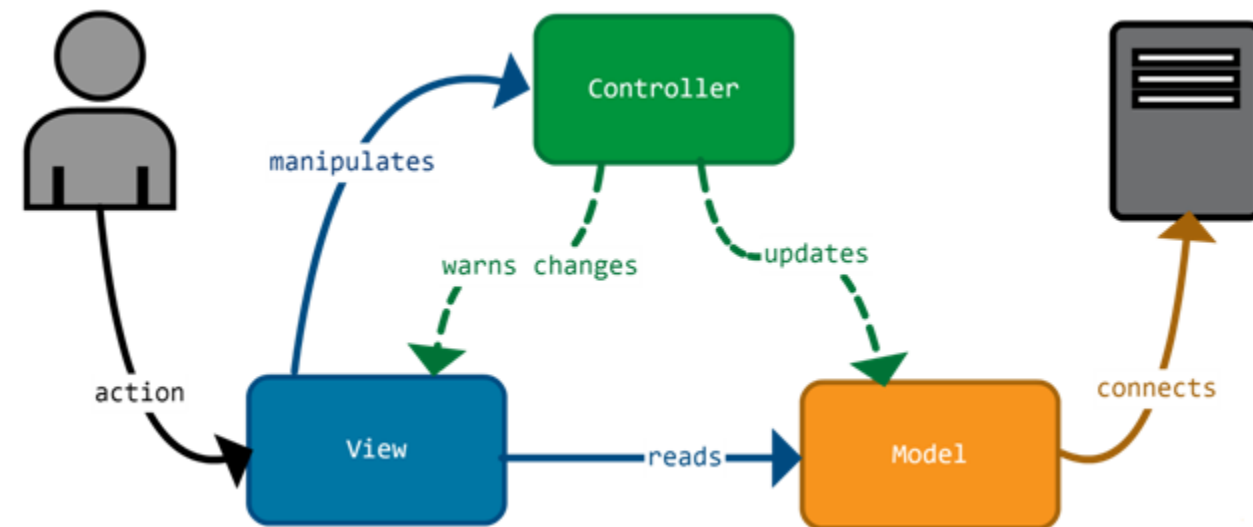 Controller
manipulates
warns changes
updates
action
connects
View
reads
Model